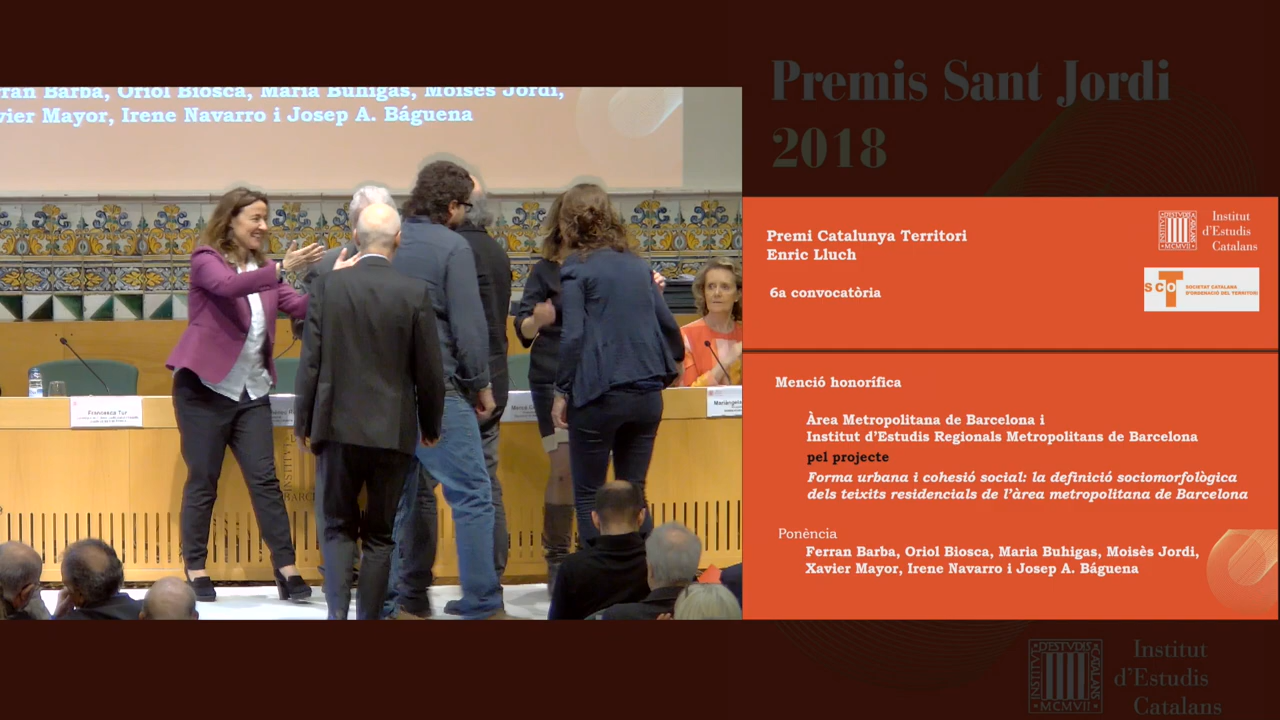 Premis Sant Jordi
2018
rran Barba, Oriol Biosca, Maria Buhigas, Moisès Jordi,
vier Mayor, Irene Navarro i Josep A. Báguena
Premi Catalunya Territori
Enric Lluch
6a convocatòria
Institut
d'Estudis
Catalans
SCOT
SOCIETAT CATALANA
D'ORDENACIÓ DEL TERRITORI
Menció honorífica
Àrea Metropolitana de Barcelona i
Institut d'Estudis Regionals Metropolitans de Barcelona
pel projecte
Forma urbana i cohesió social: la definició sociomorfològica
dels teixits residencials de l'àrea metropolitana de Barcelona
Ponència
Ferran Barba, Oriol Biosca, Maria Buhigas, Moisès Jordi,
Xavier Mayor, Irene Navarro i Josep A. Báguena
Francesca Tur
Institut
d'Estudis
Catalans